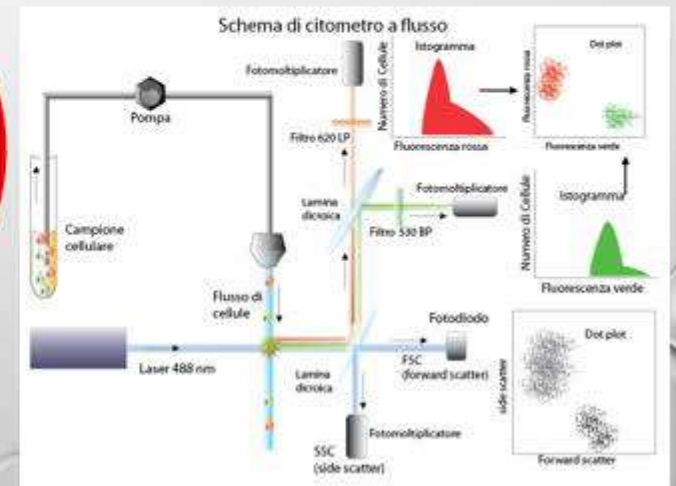 Schema di citometro a flusso
Fotomoltiplicatore
Pompa
Filtro 620 LP
Numero di Cellule
Istogramma
Fluorescenza rossa
Fluorescenza rossa
Dot plot
Fluorescenza verde
Campione
cellulare
Lamina
dicroica
Fotomoltiplicatore
Filtro 530 BP
Numero di Cellule
Istogramma
Fluorescenza verde
Flusso di
cellule
Laser 488 nm
Lamina
dicroica
Fotodiodo
FSC
(forward scatter)
Fotomoltiplicatore
SSC
(side scatter)
side scatter
Dot plot
Forward scatter